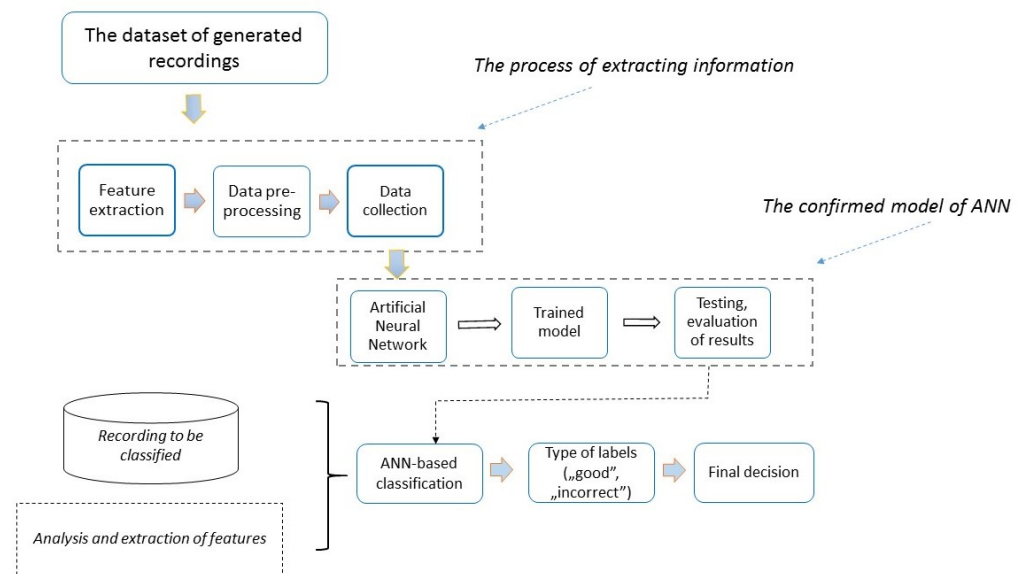 The dataset of generated
recordings
The process of extracting information
Feature
extraction
Data pre-
processing
Data
collection
The confirmed model of ANN
Artificial
Neural
Network
Trained
model
Testing,
evaluation
of results
Recording to be
classified
ANN-based
classification
Type of labels
(„good”,
„incorrect”)
Final decision
Analysis and extraction of features